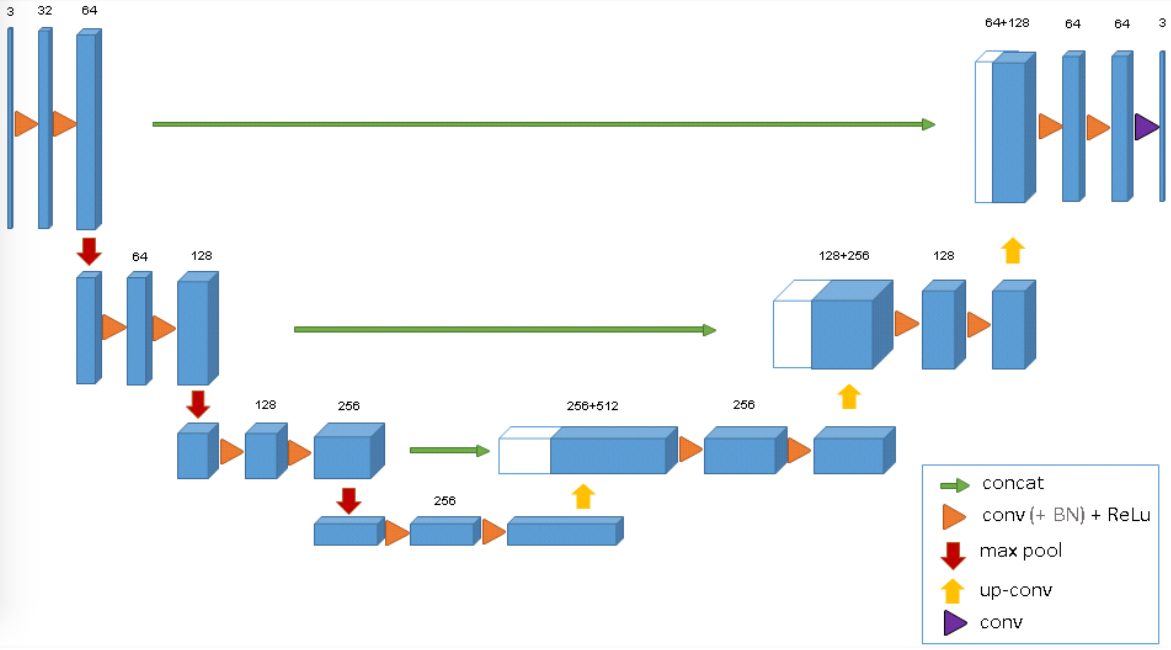 3 32 64 64+128 64 64 3
64 128 128+256 128
128 256 256+512 256
256
concat
conv (+ BN) + ReLu
max pool
up-conv
conv